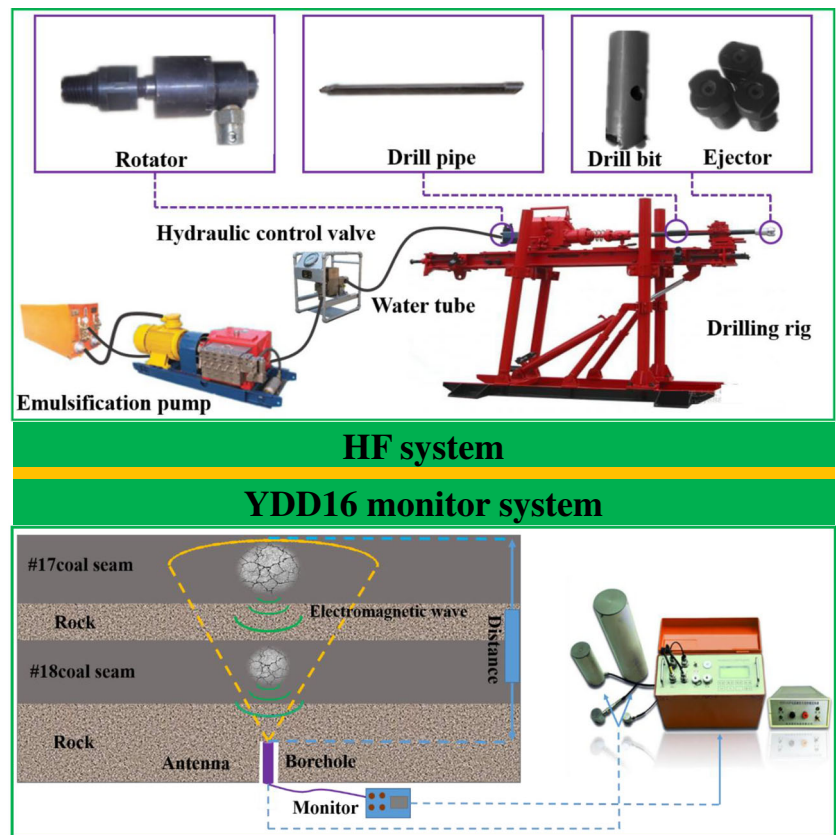 Rotator
Drill pipe
Drill bit
Ejector
Hydraulic control valve
Water tube
Drilling rig
Emulsification pump
HF system
YDD16 monitor system
#17coal seam
Electromagnetic wave
Rock
Distance
#18coal seam
Rock
Antenna
Borehole
Monitor